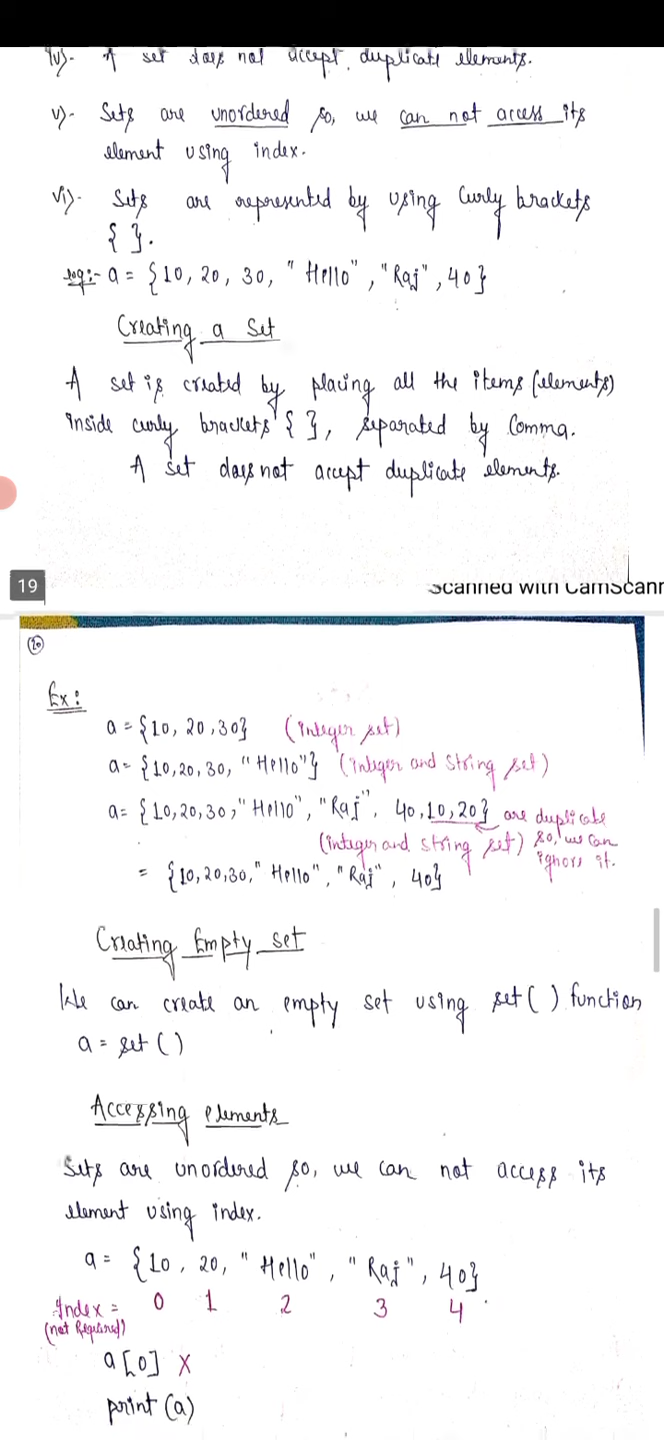 iv)- A set does not accept duplicate elements.
v)- Sets are unordered so, we can not access its
element using index.
vi)- Sets are represented by using Curly brackets
{ }.
eg:- a = {10, 20, 30, "Hello", "Raj", 40}
Creating a Set
A set is created by placing all the items (elements)
inside curly brackets { }, separated by Comma.
A set does not accept duplicate elements.
19
Scanned with CamScann
20
Ex:
a = {10, 20, 30} (integer set)
a = {10, 20, 30, "Hello"} (integer and string set)
a = {10, 20, 30, "Hello", "Raj", 40, 10, 20} are duplicate
(integer and string set) so, we can
ignore it.
= {10, 20, 30, "Hello", "Raj", 40}
Creating Empty set
We can create an empty set using set( ) function
a = set ( )
Accessing elements
Sets are unordered so, we can not access its
element using index.
a = {10, 20, "Hello", "Raj", 40}
Index = 0 1 2 3 4
(not Required)
a [0] X
print (a)